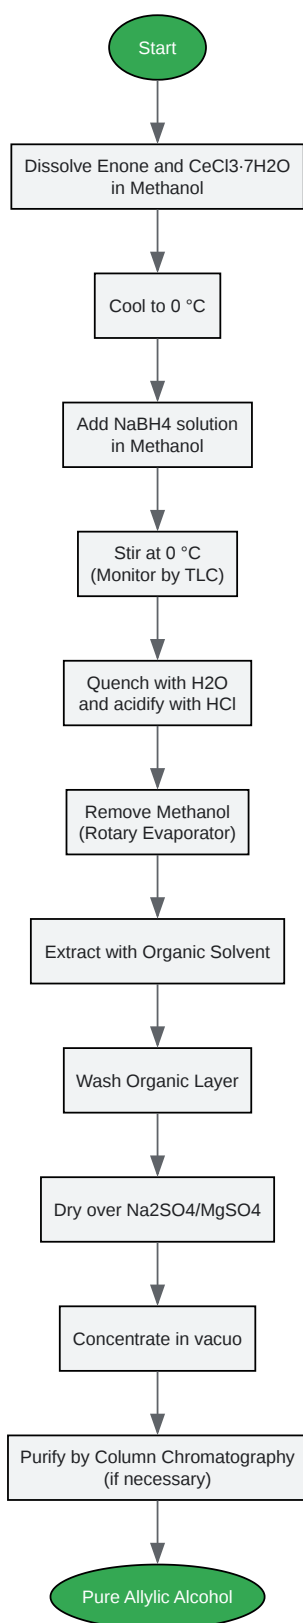 Start
Dissolve Enone and CeCl3·7H2O
in Methanol
Cool to 0 °C
Add NaBH4 solution
in Methanol
Stir at 0 °C
(Monitor by TLC)
Quench with H2O
and acidify with HCl
Remove Methanol
(Rotary Evaporator)
Extract with Organic Solvent
Wash Organic Layer
Dry over Na2SO4/MgSO4
Concentrate in vacuo
Purify by Column Chromatography
(if necessary)
Pure Allylic Alcohol